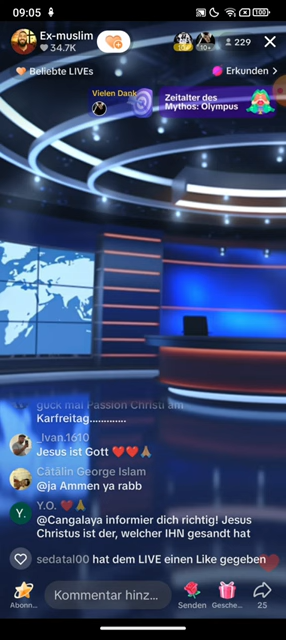 09:05
100
Ex-muslim
34.7K
10+
229
Beliebte LIVEs
Erkunden >
Vielen Dank
Zeitalter des
Mythos: Olympus
guck mal Passion Christi am
Karfreitag.............
_Ivan.1610
Jesus ist Gott ❤️❤️🙏
Cătălin George Islam
@ja Ammen ya rabb
Y.
Y.O. ❤️🙏
@Cangalaya informier dich richtig! Jesus
Christus ist der, welcher IHN gesandt hat
sedatal00 hat dem LIVE einen Like gegeben
Kommentar hinz...
Abonn...
Senden
Gesche...
25